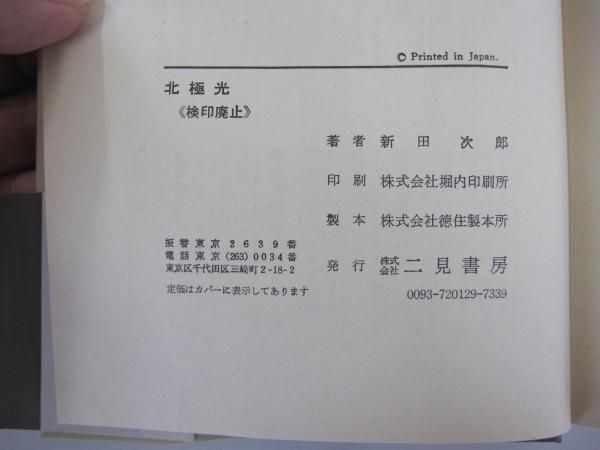 © Printed in Japan.
北極光
《検印廃止》
著者 新田次郎
印刷 株式会社堀内印刷所
製本 株式会社徳住製本所
発行 株式会社 二見書房
0093-720129-7339
振替東京2639番
電話東京(263)0034番
東京区千代田区三崎町2-18-2
定価はカバーに表示してあります